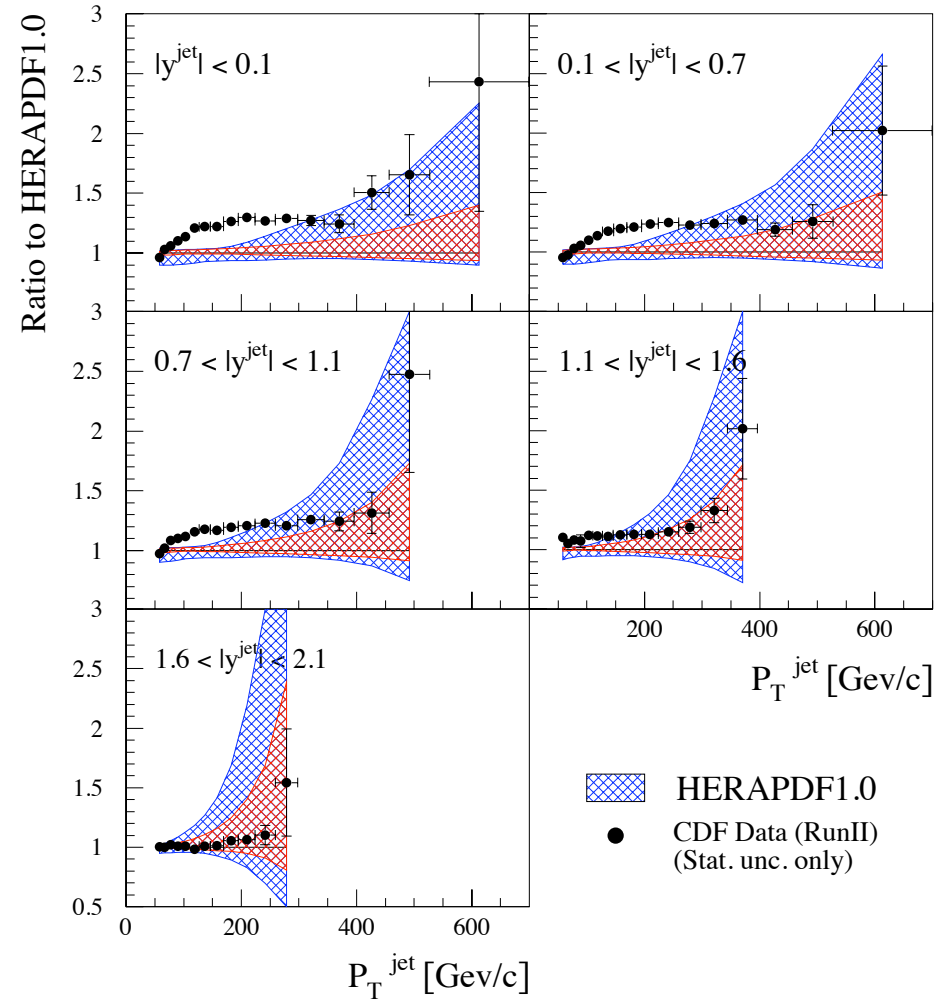 Ratio to HERAPDF1.0
3
2.5
2
1.5
1
|y^jet| < 0.1
0.1 < |y^jet| < 0.7
3
2.5
2
1.5
1
0.7 < |y^jet| < 1.1
1.1 < |y^jet| < 1.6
200
400
600
P_T ^jet [Gev/c]
3
2.5
2
1.5
1
0.5
1.6 < |y^jet| < 2.1
0
200
400
600
P_T ^jet [Gev/c]
HERAPDF1.0
CDF Data (RunII)
(Stat. unc. only)